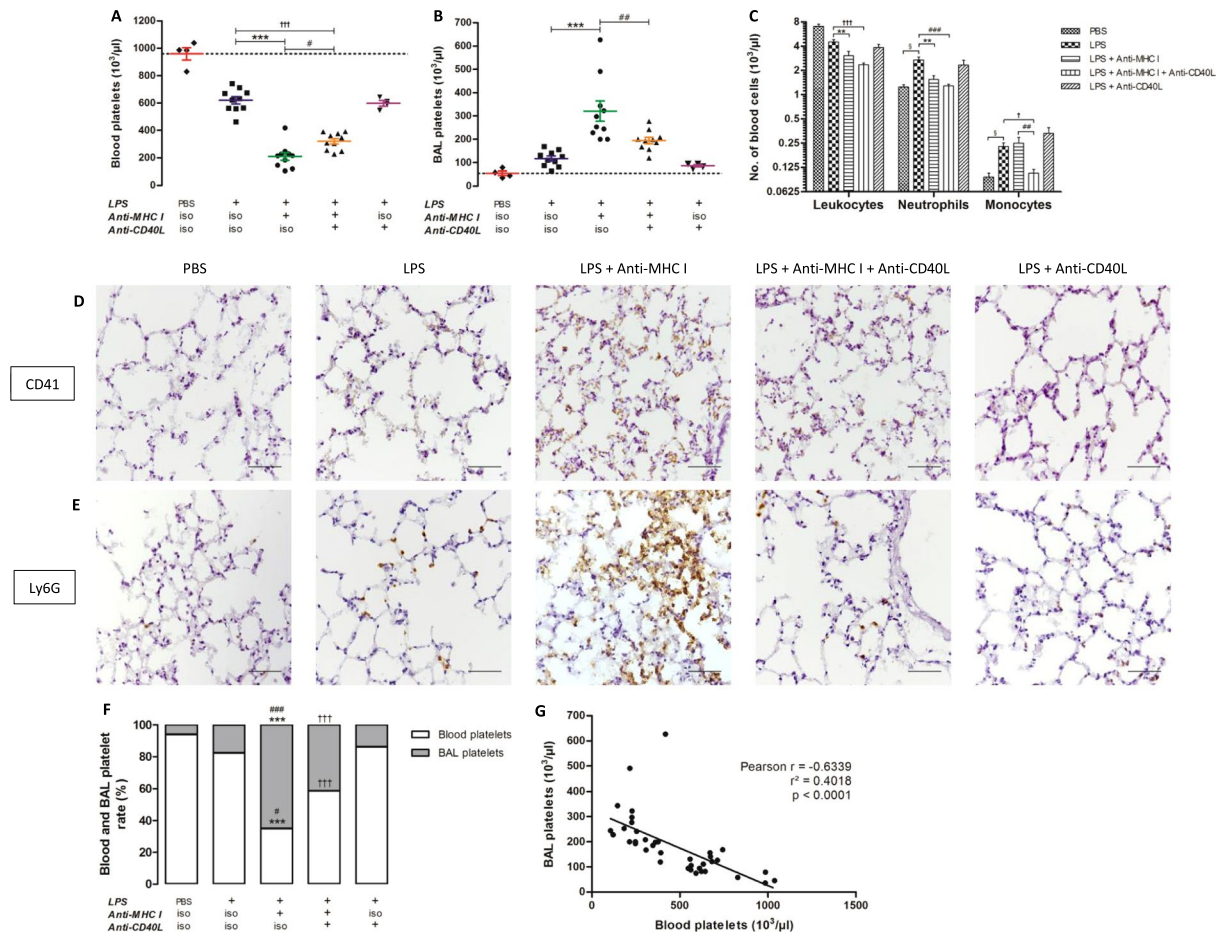 A
†††
***
#
Blood platelets (10³/µl)
1200
1000
800
600
400
200
0
LPS PBS + + + +
Anti-MHC I iso iso + + iso
Anti-CD40L iso iso iso + +
B
***
##
BAL platelets (10³/µl)
700
600
500
400
300
200
100
0
LPS PBS + + + +
Anti-MHC I iso iso + + iso
Anti-CD40L iso iso iso + +
C
No. of blood cells (10³/µl)
8
4
2
1
0.5
0.25
0.125
0.0625
†††
**
§
###
**
§
†
##
Leukocytes Neutrophils Monocytes
PBS
LPS
LPS + Anti-MHC I
LPS + Anti-MHC I + Anti-CD40L
LPS + Anti-CD40L
PBS LPS LPS + Anti-MHC I LPS + Anti-MHC I + Anti-CD40L LPS + Anti-CD40L
D
CD41
E
Ly6G
F
Blood and BAL platelet
rate (%)
100
80
60
40
20
0
###
***
†††
#
***
†††
Blood platelets
BAL platelets
LPS PBS + + + +
Anti-MHC I iso iso + + iso
Anti-CD40L iso iso iso + +
G
BAL platelets (10³/µl)
700
600
500
400
300
200
100
0
Pearson r = -0.6339
r² = 0.4018
p < 0.0001
0 500 1000 1500
Blood platelets (10³/µl)